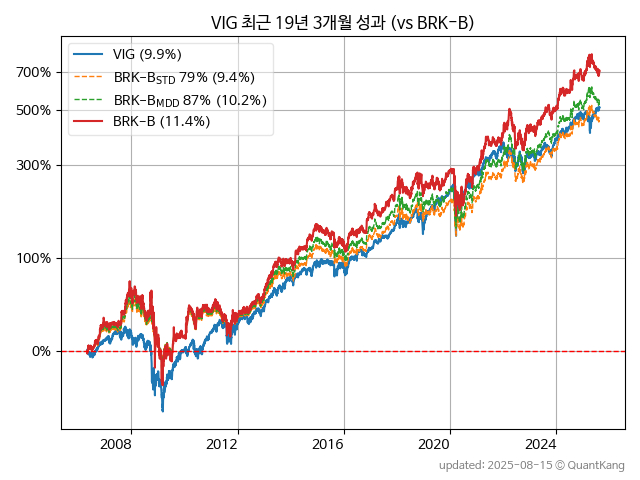 VIG 최근 19년 3개월 성과 (vs BRK-B)
VIG (9.9%)
BRK-B_STD 79% (9.4%)
BRK-B_MDD 87% (10.2%)
BRK-B (11.4%)
700%
500%
300%
100%
0%
2008 2012 2016 2020 2024
updated: 2025-08-15 © QuantKang